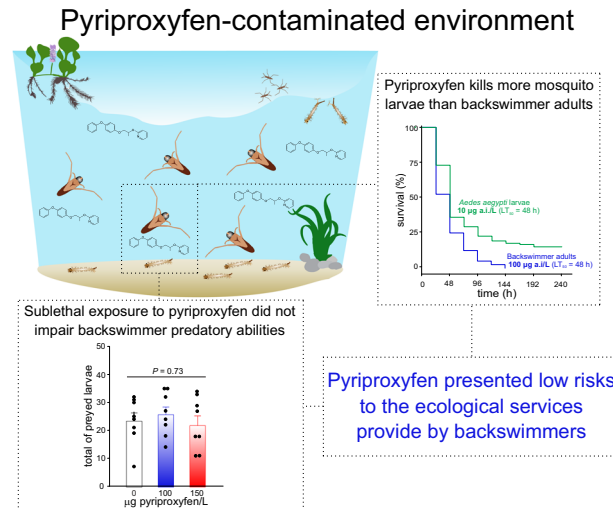 Pyriproxyfen-contaminated environment
Pyriproxyfen kills more mosquito
larvae than backswimmer adults
100
75
50
25
0
survival (%)
Aedes aegypti larvae
10 µg a.i./L (LT₅₀ = 48 h)
Backswimmer adults
100 µg a.i/L (LT₅₀ =48 h)
0 48 96 144 192 240
time (h)
Sublethal exposure to pyriproxyfen did not
impair backswimmer predatory abilities
total of preyed larvae
50
40
30
20
10
0
P = 0.73
0 100 150
µg pyriproxyfen/L
Pyriproxyfen presented low risks
to the ecological services
provide by backswimmers